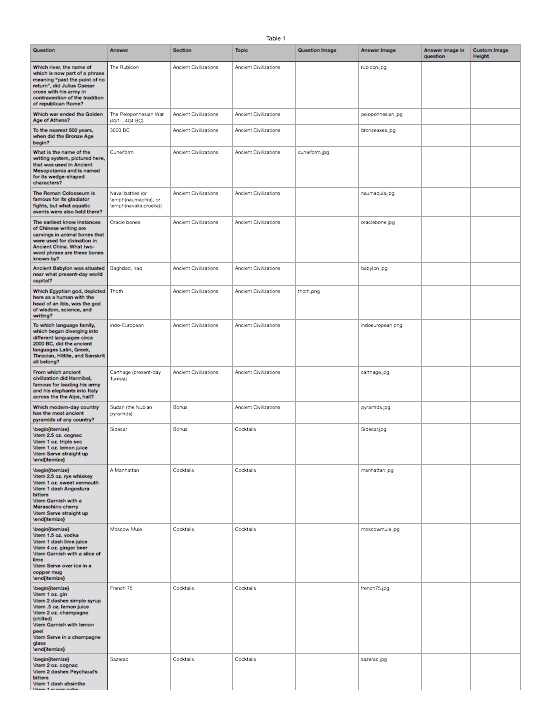 Table 1
Question
Answer
Section
Topic
Question Image
Answer Image
Answer image in
question
Custom Image
Height
Which river, the name of
which is now part of a phrase
meaning "past the point of no
return", did Julius Caesar
cross with his army in
contravention of the tradition
of republican Rome?
The Rubicon
Ancient Civilizations
Ancient Civilizations
rubicon.jpg
Which war ended the Golden
Age of Athens?
The Peloponnesian War
(431-, 404 BC)
Ancient Civilizations
Ancient Civilizations
peloponnesian.jpg
To the nearest 500 years,
when did the Bronze Age
begin?
3000 BC
Ancient Civilizations
Ancient Civilizations
bronzeaxes.jpg
What is the name of the
writing system, pictured here,
that was used in Ancient
Mesopotamia and is named
for its wedge-shaped
characters?
Cuneiform
Ancient Civilizations
Ancient Civilizations
cuneiform.jpg
The Roman Colosseum is
famous for its gladiator
fights, but what aquatic
events were also held there?
Naval battles (or
\emph{naumachia}, or
\emph{navalia proelia})
Ancient Civilizations
Ancient Civilizations
naumaquia.jpg
The earliest know instances
of Chinese writing are
carvings in animal bones that
were used for divination in
Ancient China. What two-
word phrase are these bones
known by?
Oracle bones
Ancient Civilizations
Ancient Civilizations
oraclebone.jpg
Ancient Babylon was situated
near what present-day world
capital?
Baghdad, Iraq
Ancient Civilizations
Ancient Civilizations
babylon.jpg
Which Egyptian god, depicted
here as a human with the
head of an ibis, was the god
of wisdom, science, and
writing?
Thoth
Ancient Civilizations
Ancient Civilizations
thoth.png
To which language family,
which began diverging into
different languages circa
2000 BC, did the ancient
languages Latin, Greek,
Thracian, Hittite, and Sanskrit
all belong?
Indo-European
Ancient Civilizations
Ancient Civilizations
indoeuropean.png
From which ancient
civilization did Hannibal,
famous for leading his army
and his elephants into Italy
across the the Alps, hail?
Carthage (present-day
Tunisia)
Ancient Civilizations
Ancient Civilizations
carthage.jpg
Which modern-day country
has the most ancient
pyramids of any country?
Sudan (the Nubian
pyramids)
Bonus
Ancient Civilizations
pyramids.jpg
\begin{itemize}
\item 2.5 oz. cognac
\item 1 oz. triple sec
\item 1 oz. lemon juice
\item Serve straight up
\end{itemize}
Sidecar
Bonus
Cocktails
Sidecar.jpg
\begin{itemize}
\item 2.5 oz. rye whiskey
\item 1 oz. sweet vermouth
\item 1 dash Angostura
bitters
\item Garnish with a
Maraschino cherry
\item Serve straight up
\end{itemize}
A Manhattan
Cocktails
Cocktails
manhattan.jpg
\begin{itemize}
\item 1.5 oz. vodka
\item 1 dash lime juice
\item 4 oz. ginger beer
\item Garnish with a slice of
lime
\item Serve over ice in a
copper mug
\end{itemize}
Moscow Mule
Cocktails
Cocktails
moscowmule.jpg
\begin{itemize}
\item 1 oz. gin
\item 2 dashes simple syrup
\item .5 oz. lemon juice
\item 2 oz. champagne
(chilled)
\item Garnish with lemon
peel
\item Serve in a champagne
glass
\end{itemize}
French 75
Cocktails
Cocktails
french75.jpg
\begin{itemize}
\item 2 oz. cognac
\item 2 dashes Peychaud's
bitters
\item 1 dash absinthe
Sazerac
Cocktails
Cocktails
sazerac.jpg